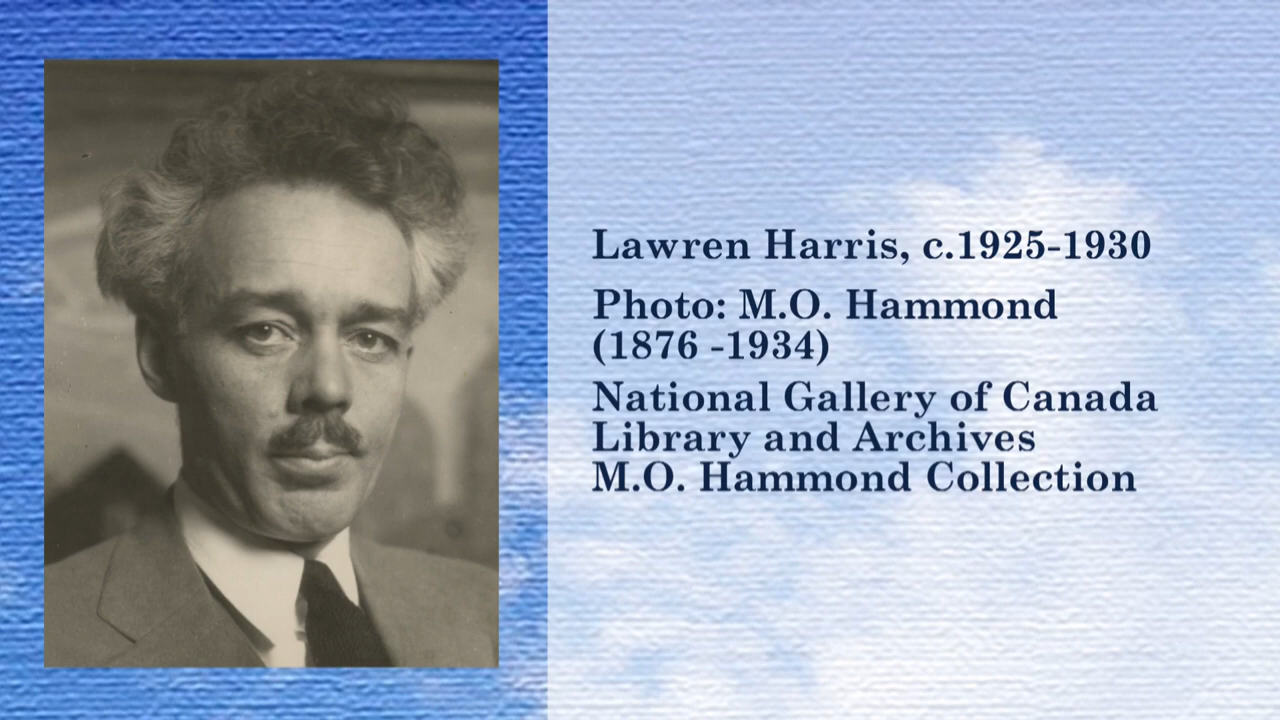 Lawren Harris, c.1925-1930
Photo: M.O. Hammond
(1876 -1934)
National Gallery of Canada
Library and Archives
M.O. Hammond Collection